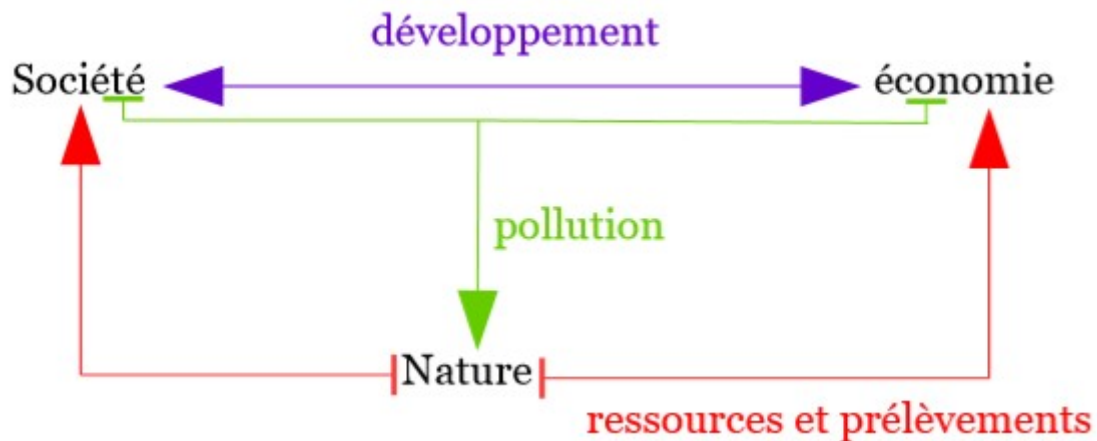 développement
Société économie
pollution
Nature
ressources et prélèvements